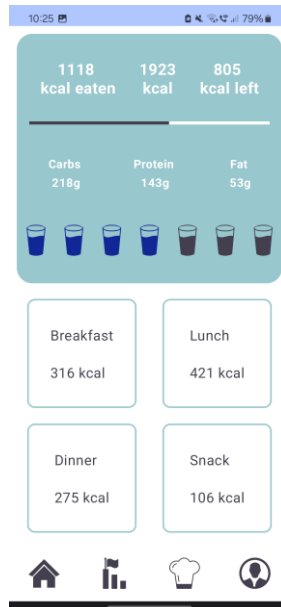 10:25 79%
1118 1923 805
kcal eaten kcal kcal left
Carbs Protein Fat
218g 143g 53g
Breakfast Lunch
316 kcal 421 kcal
Dinner Snack
275 kcal 106 kcal